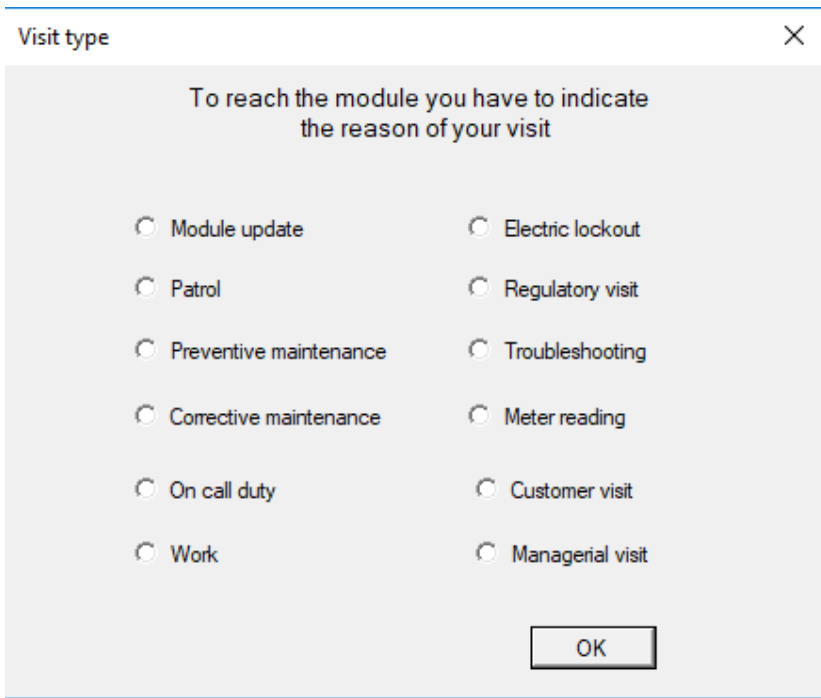 Visit type
To reach the module you have to indicate
the reason of your visit
Module update
Electric lockout
Patrol
Regulatory visit
Preventive maintenance
Troubleshooting
Corrective maintenance
Meter reading
On call duty
Customer visit
Work
Managerial visit
OK